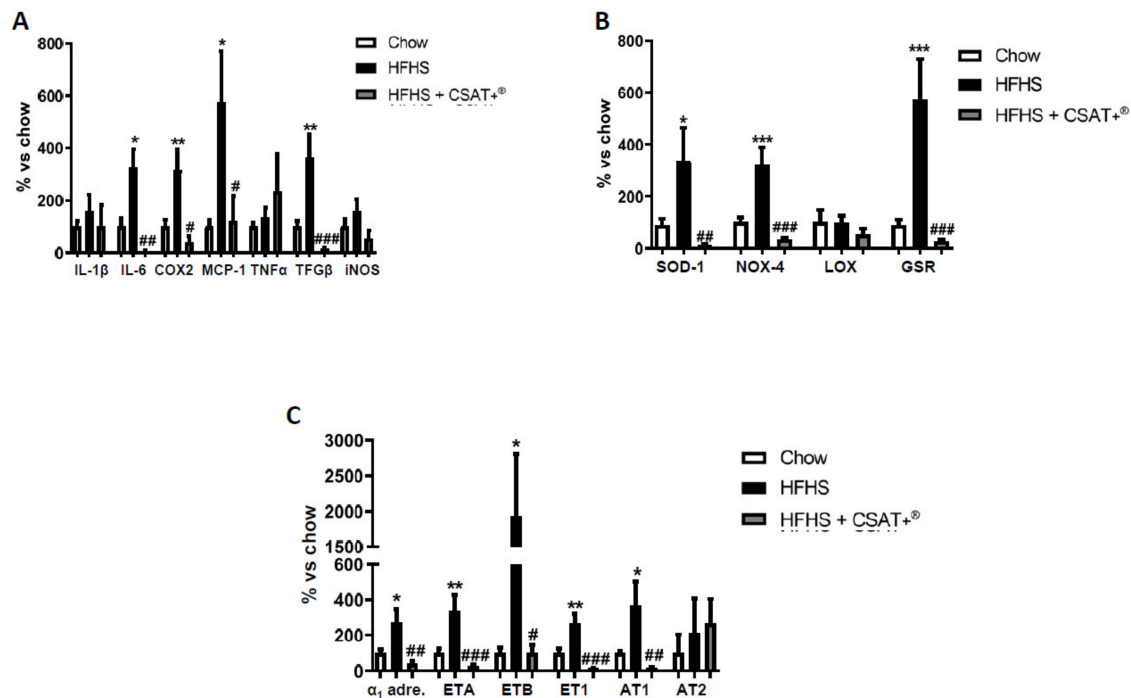 A
800
600
400
200
0
% vs chow
* ** * ** 
## # # ###
IL-1β IL-6 COX2 MCP-1 TNFα TFGβ iNOS
Chow
HFHS
HFHS + CSAT+®
B
800
600
400
200
0
% vs chow
* *** ***
## ### ###
SOD-1 NOX-4 LOX GSR
Chow
HFHS
HFHS + CSAT+®
C
3000
2500
2000
1500
600
400
200
0
% vs chow
* ** * ** *
## ### # ### ##
α1 adre. ETA ETB ET1 AT1 AT2
Chow
HFHS
HFHS + CSAT+®